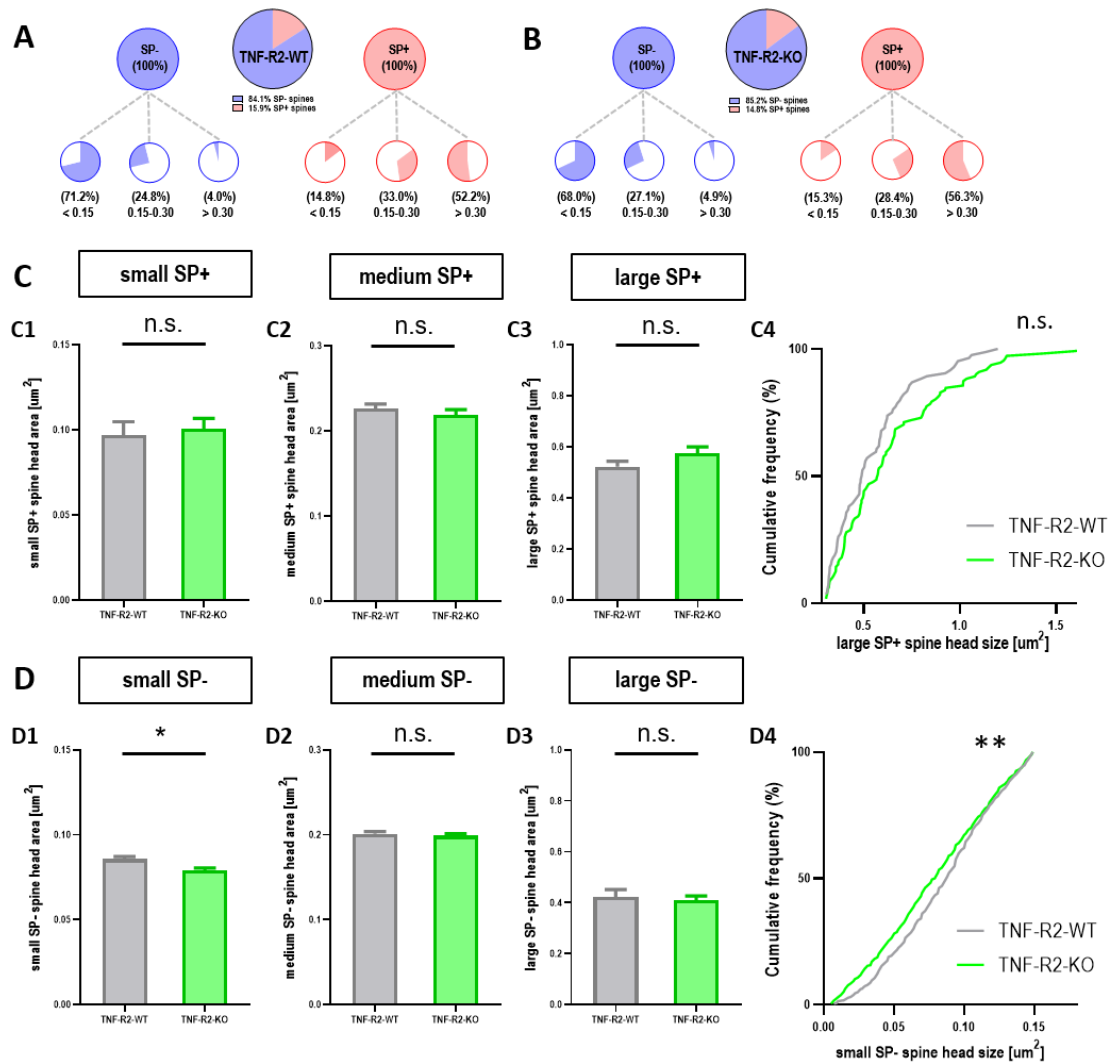 A
SP-
(100%)
TNF-R2-WT
84.1% SP- spines
15.9% SP+ spines
SP+
(100%)
(71.2%)
< 0.15
(24.8%)
0.15-0.30
(4.0%)
> 0.30
(14.8%)
< 0.15
(33.0%)
0.15-0.30
(52.2%)
> 0.30
B
SP-
(100%)
TNF-R2-KO
85.2% SP- spines
14.8% SP+ spines
SP+
(100%)
(68.0%)
< 0.15
(27.1%)
0.15-0.30
(4.9%)
> 0.30
(15.3%)
< 0.15
(28.4%)
0.15-0.30
(56.3%)
> 0.30
C
small SP+
medium SP+
large SP+
C1
n.s.
small SP+ spine head area [um²]
0.15
0.10
0.05
0.00
TNF-R2-WT
TNF-R2-KO
C2
n.s.
medium SP+ spine head area [um²]
0.3
0.2
0.1
0.0
TNF-R2-WT
TNF-R2-KO
C3
n.s.
large SP+ spine head area [um²]
1.0
0.8
0.6
0.4
0.2
0.0
TNF-R2-WT
TNF-R2-KO
C4
n.s.
Cumulative frequency (%)
100
50
0
TNF-R2-WT
TNF-R2-KO
0.5
1.0
1.5
large SP+ spine head size [um²]
D
small SP-
medium SP-
large SP-
D1
*
small SP- spine head area [um²]
0.15
0.10
0.05
0.00
TNF-R2-WT
TNF-R2-KO
D2
n.s.
medium SP- spine head area [um²]
0.3
0.2
0.1
0.0
TNF-R2-WT
TNF-R2-KO
D3
n.s.
large SP- spine head area [um²]
1.0
0.8
0.6
0.4
0.2
0.0
TNF-R2-WT
TNF-R2-KO
D4
**
Cumulative frequency (%)
100
50
0
TNF-R2-WT
TNF-R2-KO
0.00
0.05
0.10
0.15
small SP- spine head size [um²]